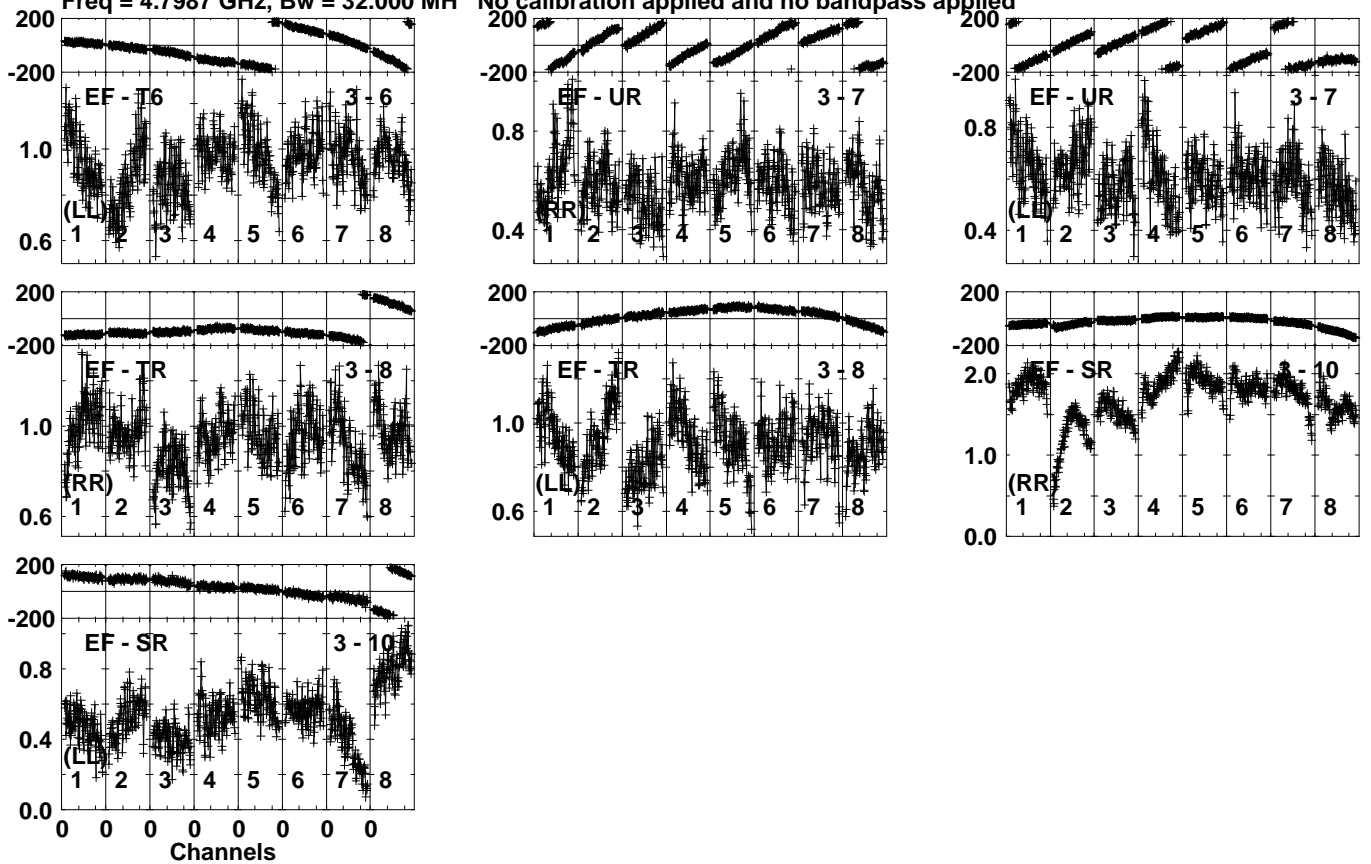 Freq = 4.7987 GHz, Bw = 32.000 MH No calibration applied and no bandpass applied
200
-200
EF - T6 3 - 6
1.0
(LL)
0.6
1 2 3 4 5 6 7 8
EF - UR 3 - 7
0.8
(RR)
0.4
1 2 3 4 5 6 7 8
200
-200
EF - UR 3 - 7
0.8
(LL)
0.4
1 2 3 4 5 6 7 8
200
-200
200
-200
EF - TR 3 - 8
1.0
(RR)
0.6
1 2 3 4 5 6 7 8
200
-200
EF - TR 3 - 8
1.0
(LL)
0.6
1 2 3 4 5 6 7 8
200
-200
EF - SR 3 - 10
2.0
1.0
(RR)
0.0
1 2 3 4 5 6 7 8
200
-200
EF - SR 3 - 10
0.8
0.4
(LL)
0.0
1 2 3 4 5 6 7 8
0 0 0 0 0 0 0 0
Channels